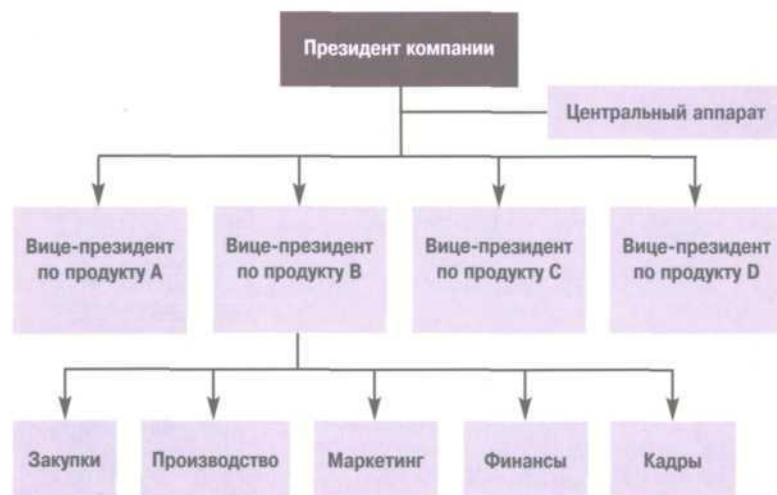 Президент компании
Центральный аппарат
Вице-президент
по продукту A
Вице-президент
по продукту B
Вице-президент
по продукту C
Вице-президент
по продукту D
Закупки
Производство
Маркетинг
Финансы
Кадры